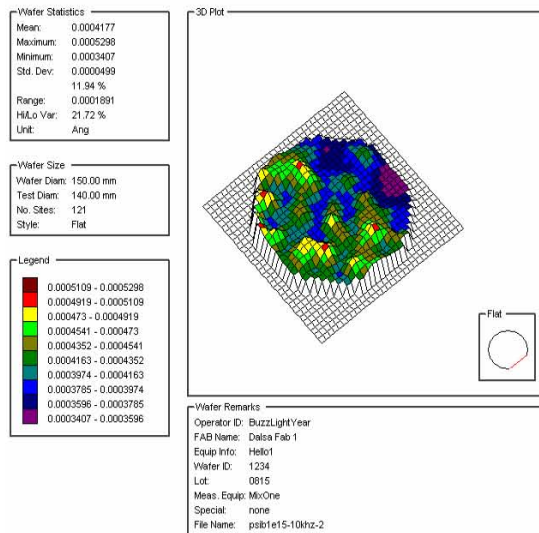 Wafer Statistics
Mean: 0.0004177
Maximum: 0.0005298
Minimum: 0.0003407
Std. Dev: 0.0000499
11.94 %
Range: 0.0001891
Hi/Lo Var: 21.72 %
Unit: Ang
Wafer Size
Wafer Diam: 150.00 mm
Test Diam: 140.00 mm
No. Sites: 121
Style: Flat
Legend
0.0005109 - 0.0005298
0.0004919 - 0.0005109
0.000473 - 0.0004919
0.0004541 - 0.000473
0.0004352 - 0.0004541
0.0004163 - 0.0004352
0.0003974 - 0.0004163
0.0003785 - 0.0003974
0.0003596 - 0.0003785
0.0003407 - 0.0003596
3D Plot
Flat
Wafer Remarks
Operator ID: BuzzLightYear
FAB Name: Dalsa Fab 1
Equip Info: Hello1
Wafer ID: 1234
Lot: 0815
Meas. Equip: MixOne
Special: none
File Name: psib1e15-10khz-2